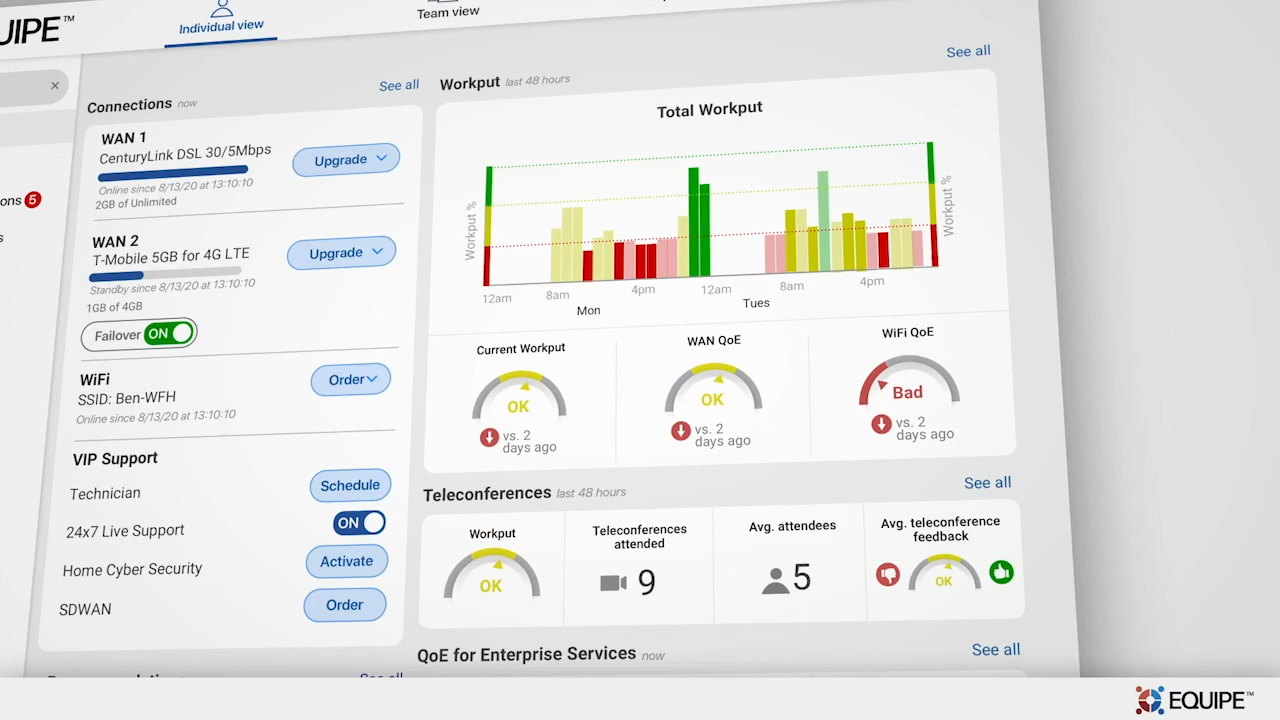 UIPE™
Individual view
Team view
×
ons 5
s
Connections now
See all
WAN 1
CenturyLink DSL 30/5Mbps
Online since 8/13/20 at 13:10:10
2GB of Unlimited
Upgrade
WAN 2
T-Mobile 5GB for 4G LTE
Standby since 8/13/20 at 13:10:10
1GB of 4GB
Upgrade
Failover ON
WiFi
SSID: Ben-WFH
Online since 8/13/20 at 13:10:10
Order
VIP Support
Technician
Schedule
24x7 Live Support
ON
Home Cyber Security
Activate
SDWAN
Order
See all
Workput last 48 hours
See all
Total Workput
Workput %
Workput %
12am
8am
4pm
12am
8am
4pm
Mon
Tues
Current Workput
OK
vs. 2
days ago
WAN QoE
OK
vs. 2
days ago
WiFi QoE
Bad
vs. 2
days ago
Teleconferences last 48 hours
See all
Workput
OK
Teleconferences
attended
9
Avg. attendees
5
Avg. teleconference
feedback
OK
QoE for Enterprise Services now
See all
EQUIPE™